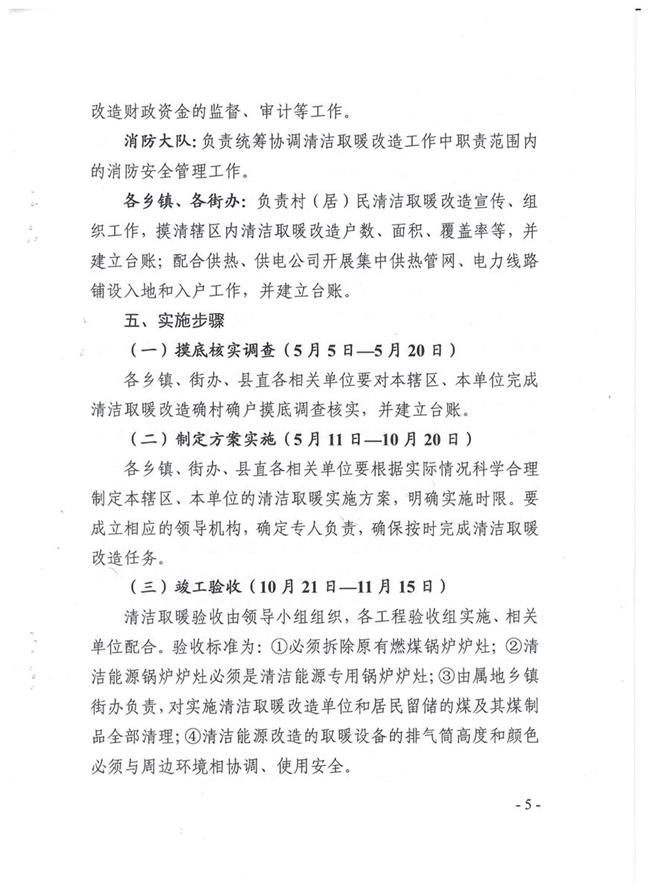 改造财政资金的监督、审计等工作。
消防大队:负责统筹协调清洁取暖改造工作中职责范围内
的消防安全管理工作。
各乡镇、各街办:负责村(居)民清洁取暖改造宣传、组
织工作,摸清辖区内清洁取暖改造户数、面积、覆盖率等,并
建立台账;配合供热、供电公司开展集中供热管网、电力线路
铺设入地和入户工作,并建立台账。
五、实施步骤
(一)摸底核实调查(5月5日—5月20日)
各乡镇、街办、县直各相关单位要对本辖区、本单位完成
清洁取暖改造确村确户摸底调查核实,并建立台账。
(二)制定方案实施(5月11日—10月20日)
各乡镇、街办、县直各相关单位要根据实际情况科学合理
制定本辖区、本单位的清洁取暖实施方案,明确实施时限。要
成立相应的领导机构,确定专人负责,确保按时完成清洁取暖
改造任务。
(三)竣工验收(10月21日—11月15日)
清洁取暖验收由领导小组组织,各工程验收组实施、相关
单位配合。验收标准为:①必须拆除原有燃煤锅炉炉灶;②清
洁能源锅炉炉灶必须是清洁能源专用锅炉炉灶;③由属地乡镇
街办负责,对实施清洁取暖改造单位和居民留储的煤及其煤制
品全部清理;④清洁能源改造的取暖设备的排气筒高度和颜色
必须与周边环境相协调、使用安全。
- 5 -